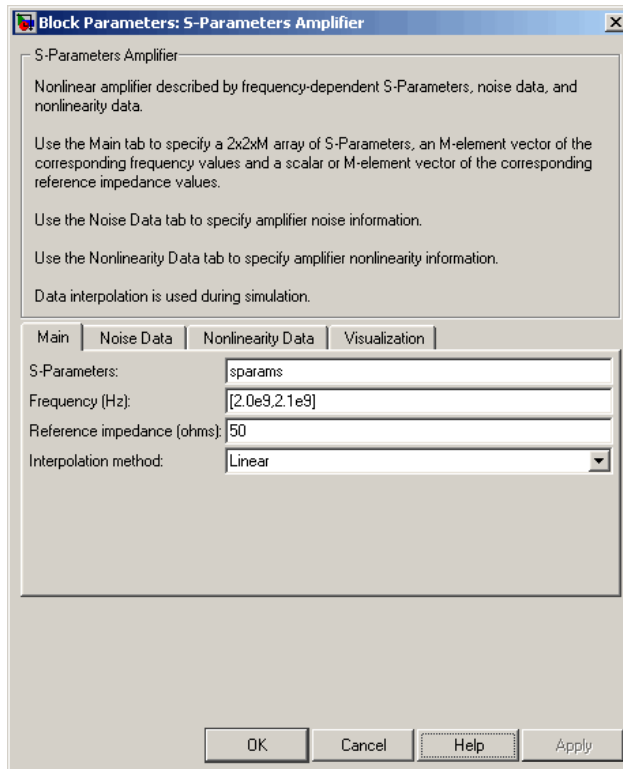 Block Parameters: S-Parameters Amplifier
S-Parameters Amplifier
Nonlinear amplifier described by frequency-dependent S-Parameters, noise data, and
nonlinearity data.
Use the Main tab to specify a 2x2xM array of S-Parameters, an M-element vector of the
corresponding frequency values and a scalar or M-element vector of the corresponding
reference impedance values.
Use the Noise Data tab to specify amplifier noise information.
Use the Nonlinearity Data tab to specify amplifier nonlinearity information.
Data interpolation is used during simulation.
Main Noise Data Nonlinearity Data Visualization
S-Parameters: sparams
Frequency (Hz): [2.0e9,2.1e9]
Reference impedance (ohms): 50
Interpolation method: Linear
OK Cancel Help Apply